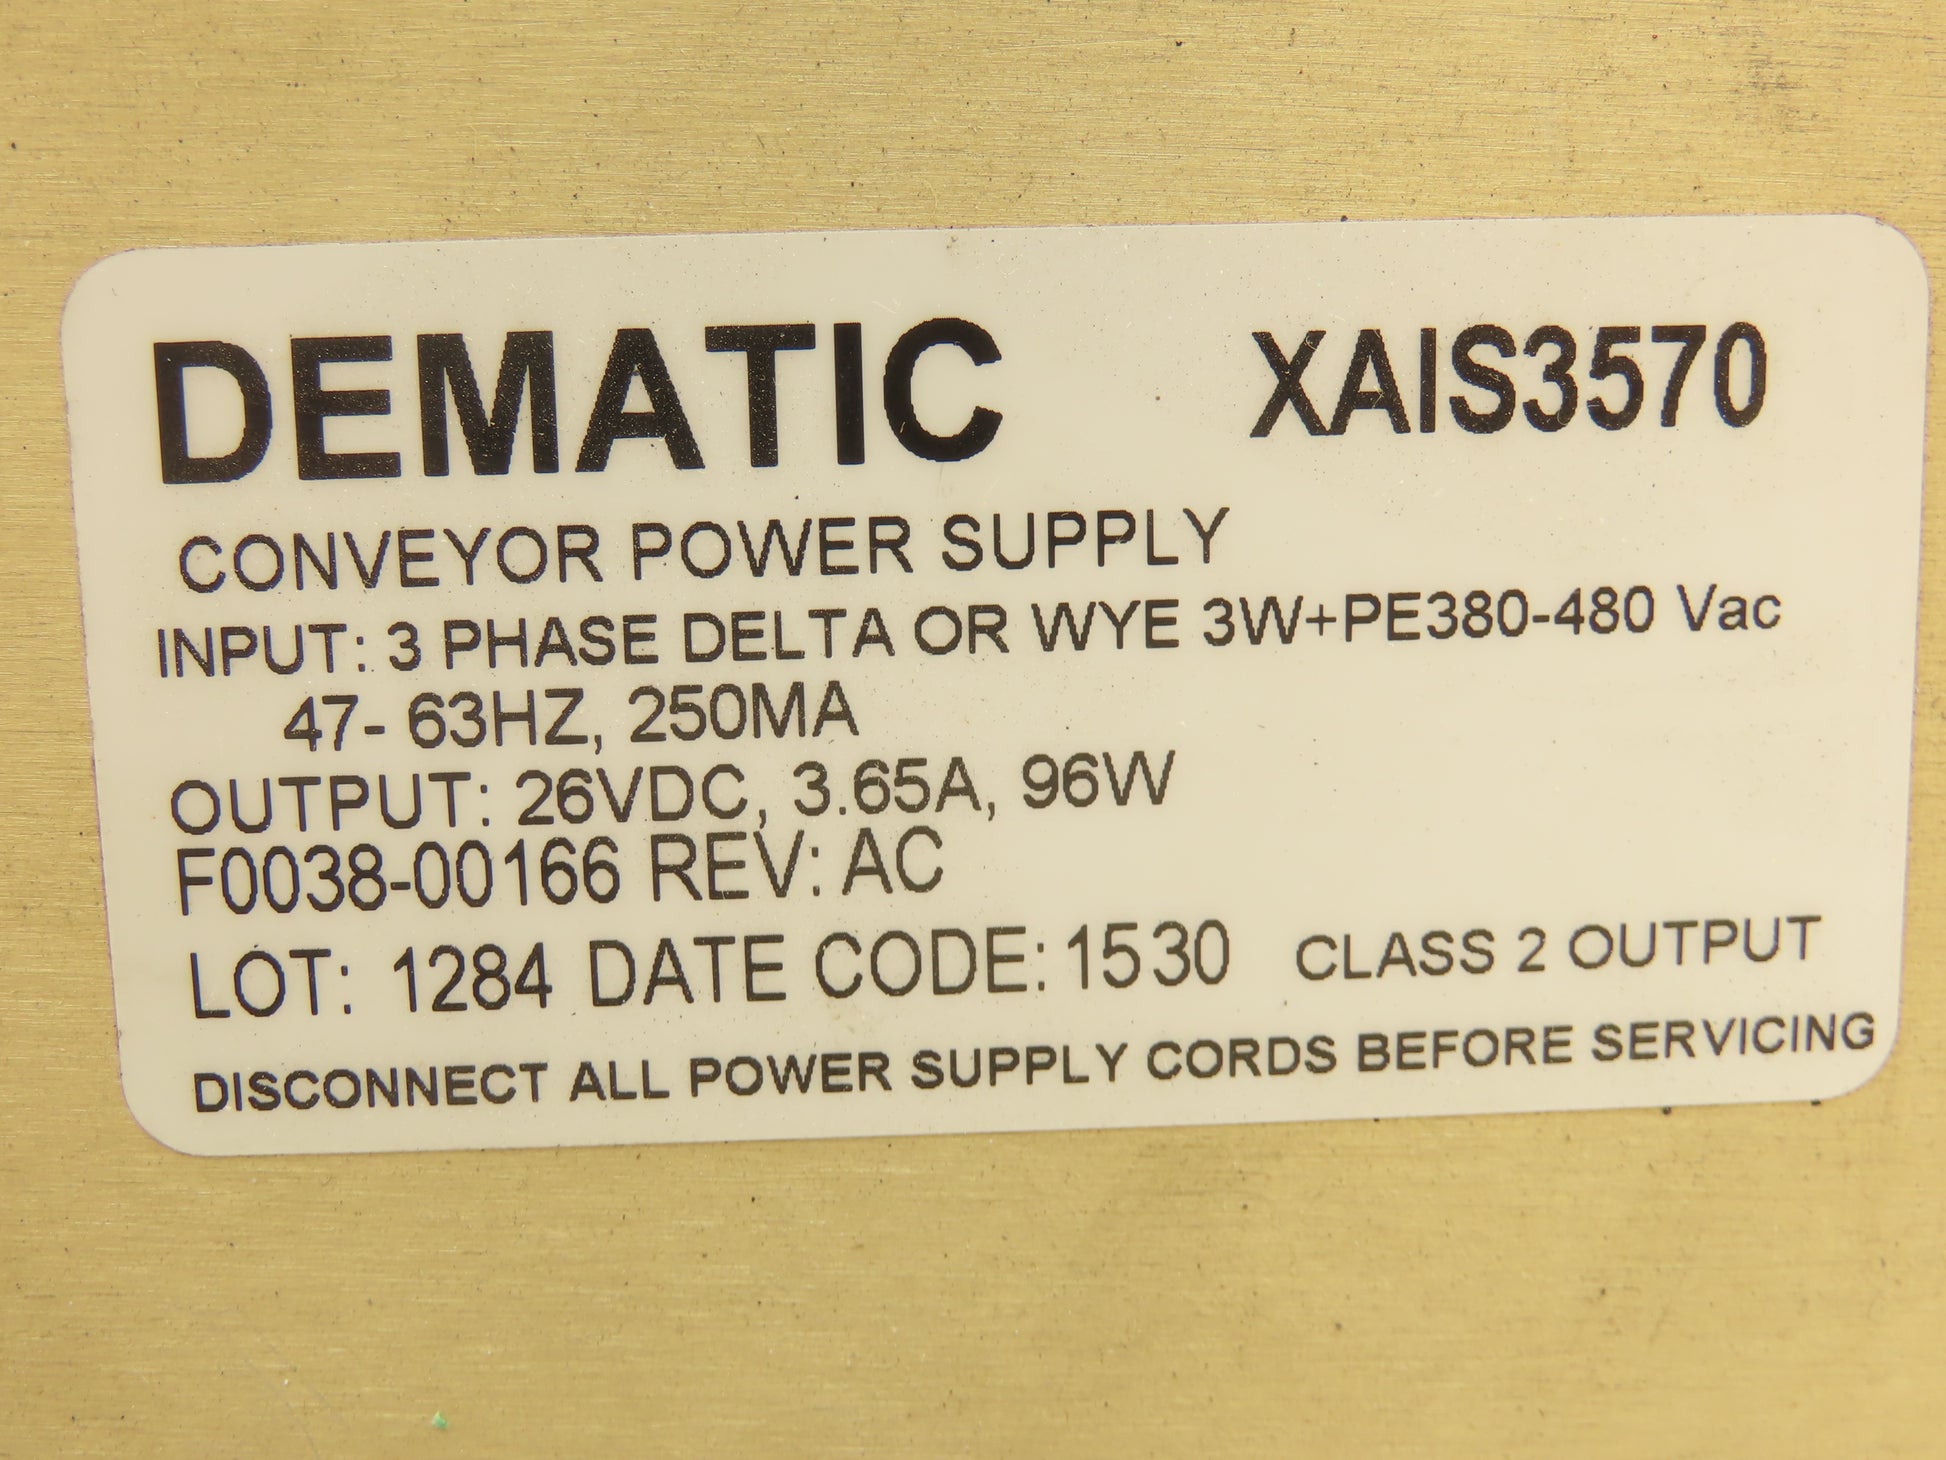 DEMATIC XAIS3570
CONVEYOR POWER SUPPLY
INPUT: 3 PHASE DELTA OR WYE 3W+PE380-480 Vac
47- 63HZ, 250MA
OUTPUT: 26VDC, 3.65A, 96W
F0038-00166 REV: AC
LOT: 1284 DATE CODE: 1530 CLASS 2 OUTPUT
DISCONNECT ALL POWER SUPPLY CORDS BEFORE SERVICING